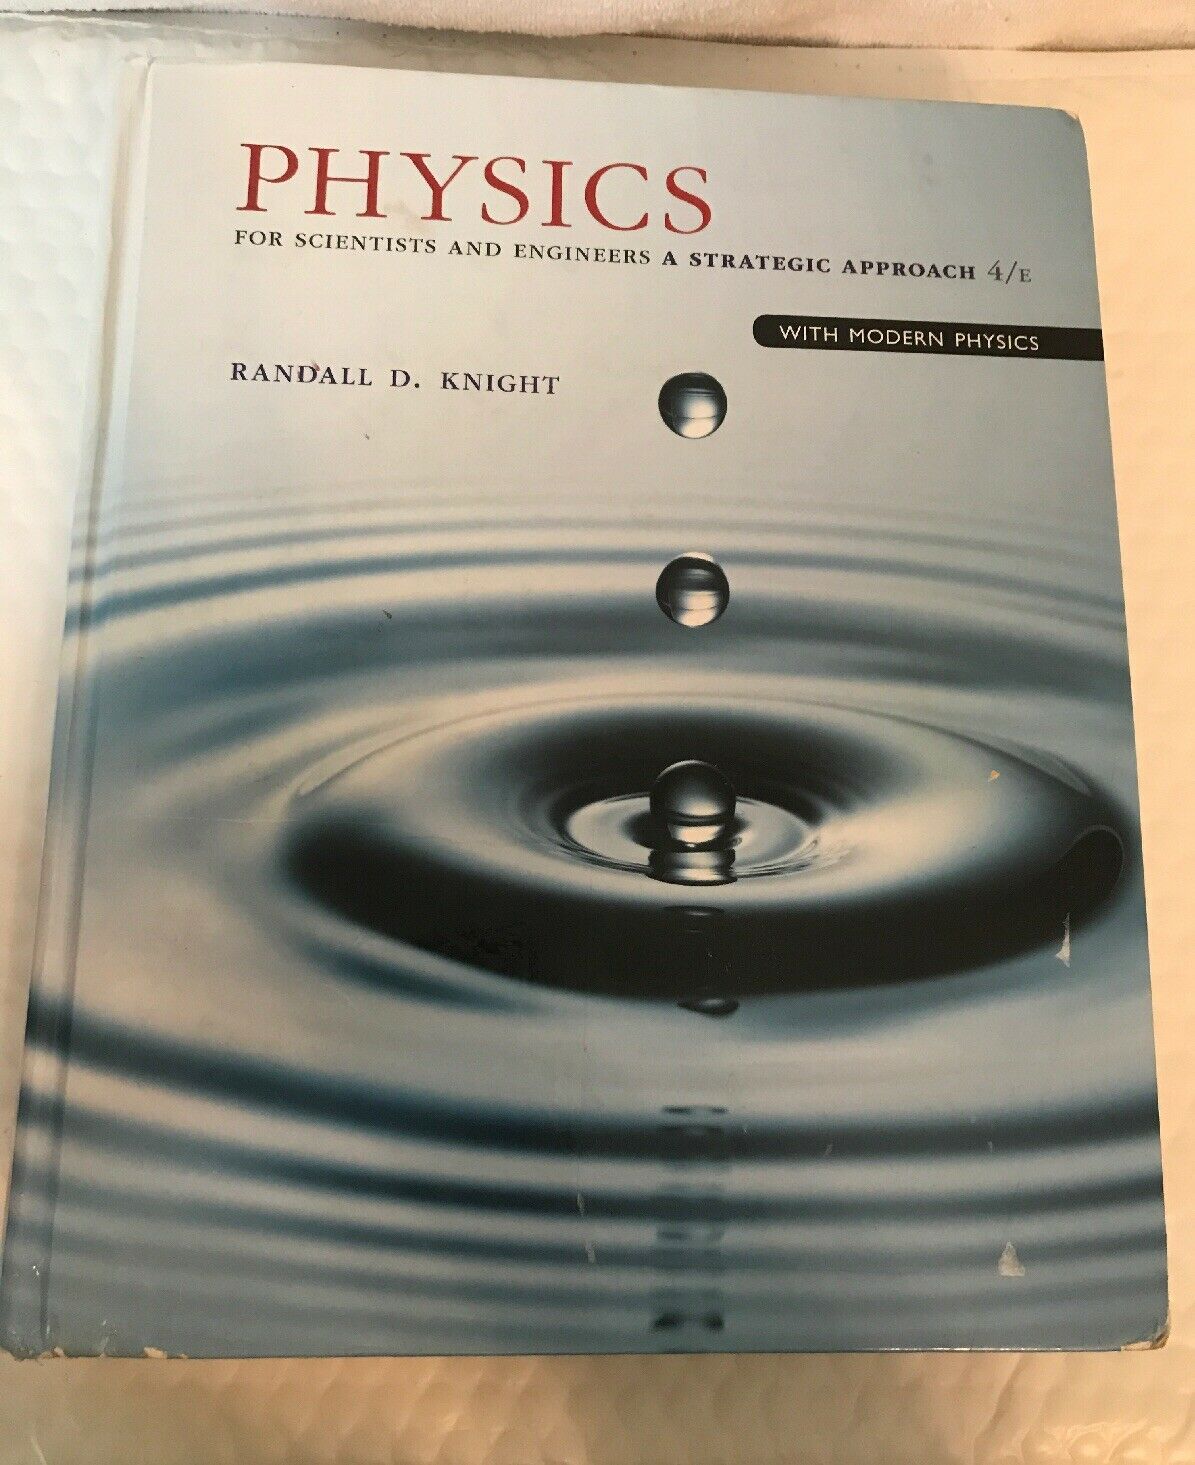 PHYSICS
FOR SCIENTISTS AND ENGINEERS A STRATEGIC APPROACH 4/E
WITH MODERN PHYSICS
RANDALL D. KNIGHT